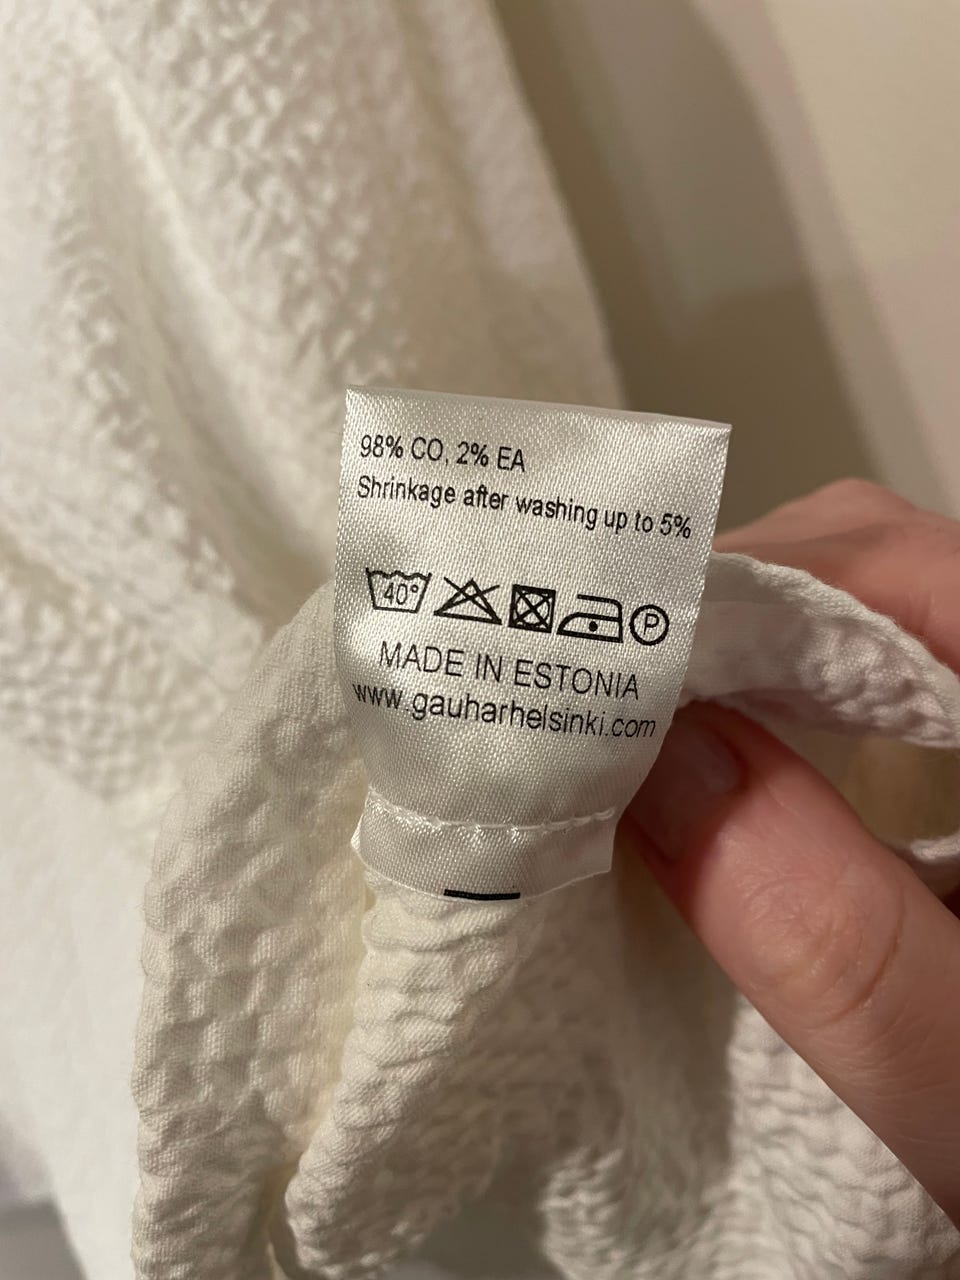 98% CO, 2% EA
Shrinkage after washing up to 5%
40° P
MADE IN ESTONIA
www.gauharhelsinki.com